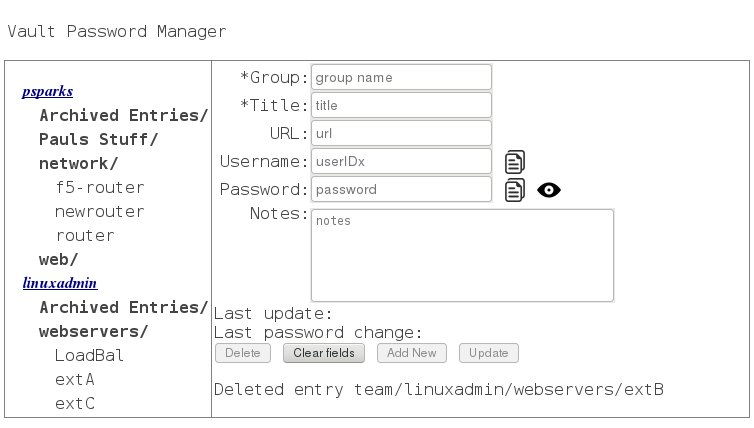 Vault Password Manager
psparks
Archived Entries/
Pauls Stuff/
network/
f5-router
newrouter
router
web/
linuxadmin
Archived Entries/
webservers/
LoadBal
extA
extC
*Group: group name
*Title: title
URL: url
Username: userIDx
Password: password
Notes: notes
Last update:
Last password change:
Delete Clear fields Add New Update
Deleted entry team/linuxadmin/webservers/extB